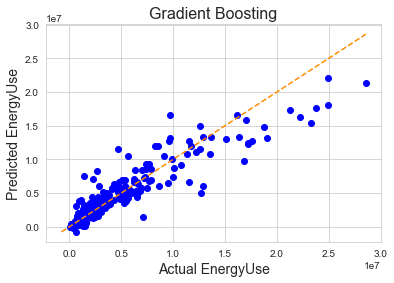 Gradient Boosting
1e7
3.0
2.5
2.0
1.5
1.0
0.5
0.0
Predicted EnergyUse
0.0 0.5 1.0 1.5 2.0 2.5 3.0
1e7
Actual EnergyUse